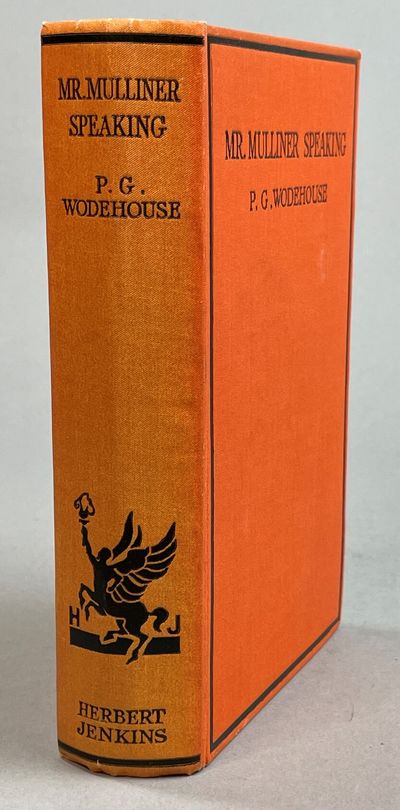 MR. MULLINER
SPEAKING
P. G.
WODEHOUSE
H J
HERBERT
JENKINS
MR. MULLINER SPEAKING
P. G. WODEHOUSE